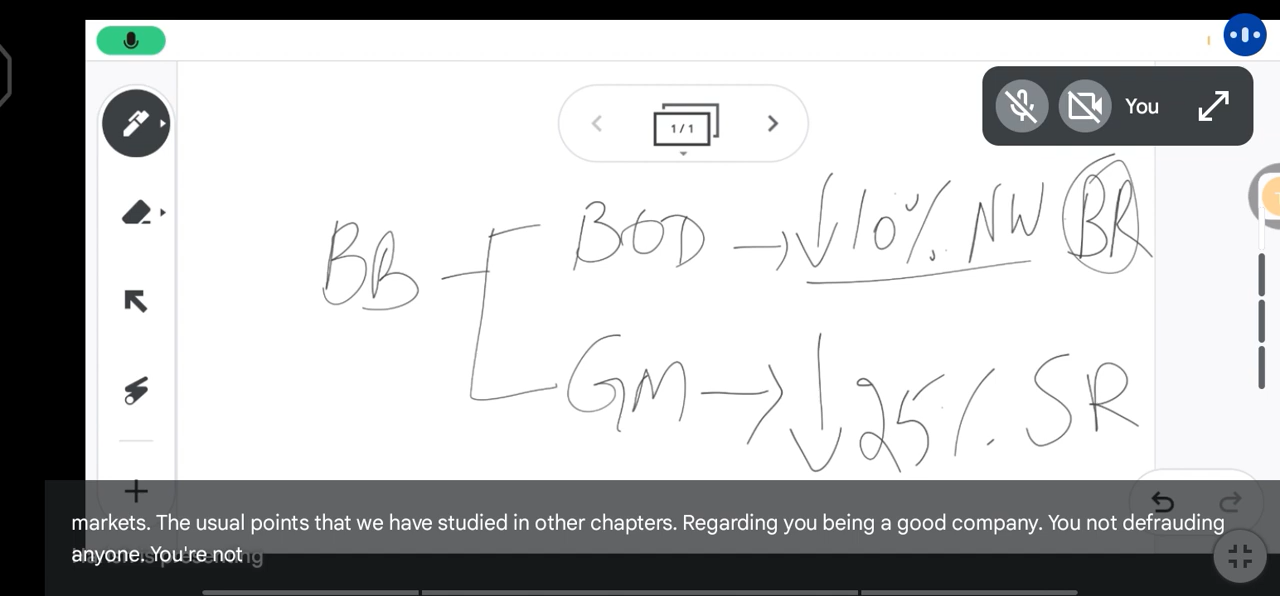 You
1 / 1
BB
BOD → ↓ 10% NW BR
GM → ↓ 25% SR
markets. The usual points that we have studied in other chapters. Regarding you being a good company. You not defrauding
anyone. You're not